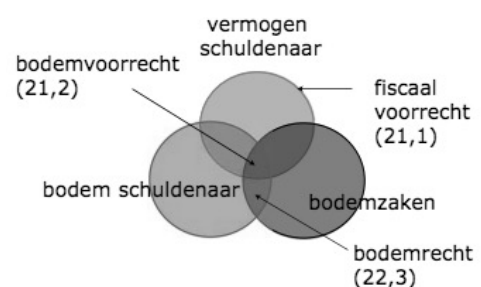 vermogen
schuldenaar
bodemvoorrecht
(21,2)
fiscaal
voorrecht
(21,1)
bodem schuldenaar
bodemzaken
bodemrecht
(22,3)